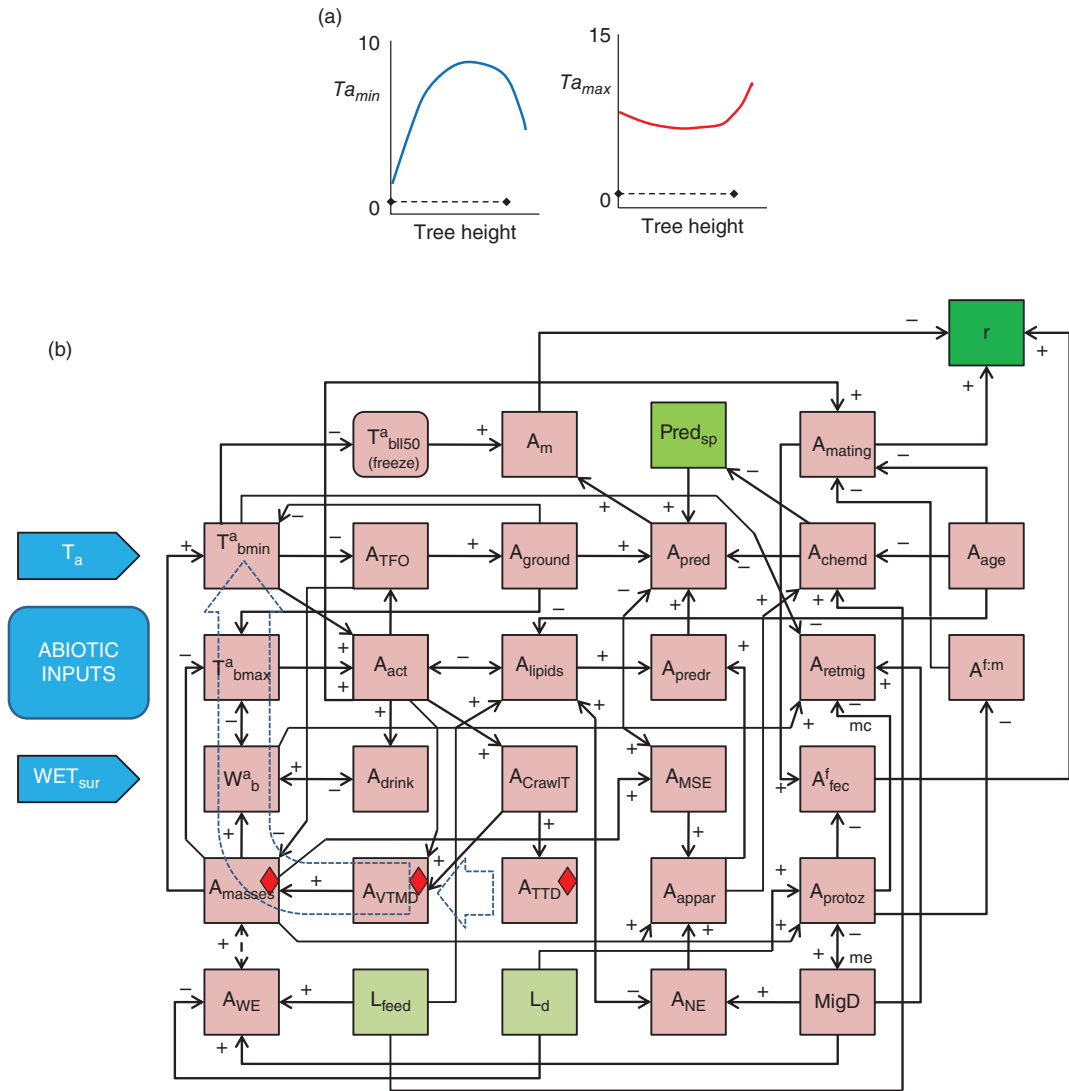 (a)
10
Ta_min
0
Tree height
15
Ta_max
0
Tree height
(b)
r
−
+
+
+
−
+
−
−
T^a_bll50
(freeze)
A_m
Pred_sp
A_mating
−
+
+
−
T_a
+
T^a_bmin
−
−
A_TFO
+
A_ground
+
A_pred
−
A_chemd
−
A_age
−
+
−
+
+
−
ABIOTIC
INPUTS
−
T^a_bmax
+
+
A_act
−
A_lipids
+
A_predr
−
A_retmig
+
−
mc
A^f:m
−
−
+
+
+
+
+
WET_sur
W^a_b
+
−
A_drink
+
A_CrawlT
+
A_MSE
+
A^f_fec
+
−
+
+
+
−
A_masses
+
A_VTMD
A_TTD
A_appar
+
+
+
A_protoz
+
−
+
me
+
−
A_WE
+
+
L_feed
L_d
−
A_NE
+
MigD